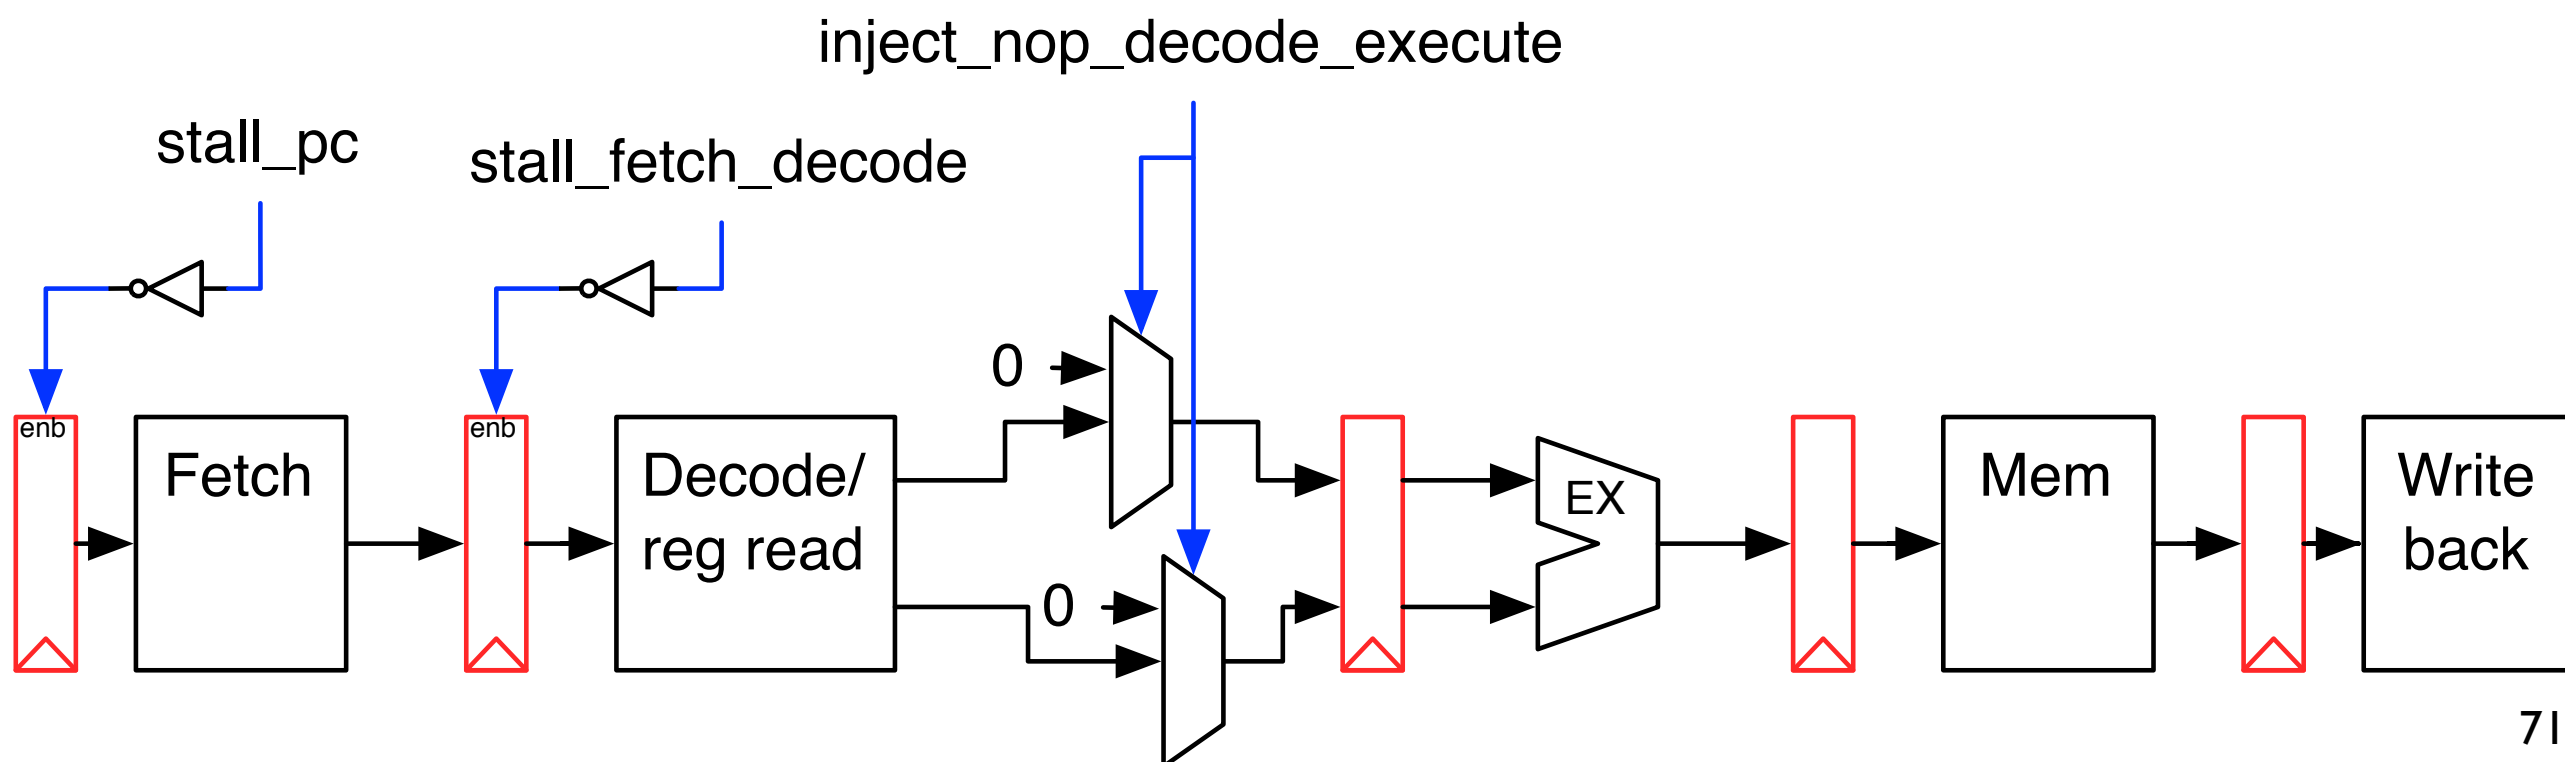 inject_nop_decode_execute
stall_pc
stall_fetch_decode
0
enb
enb
Fetch
Decode/
reg read
EX
Mem
Write
back
0
71